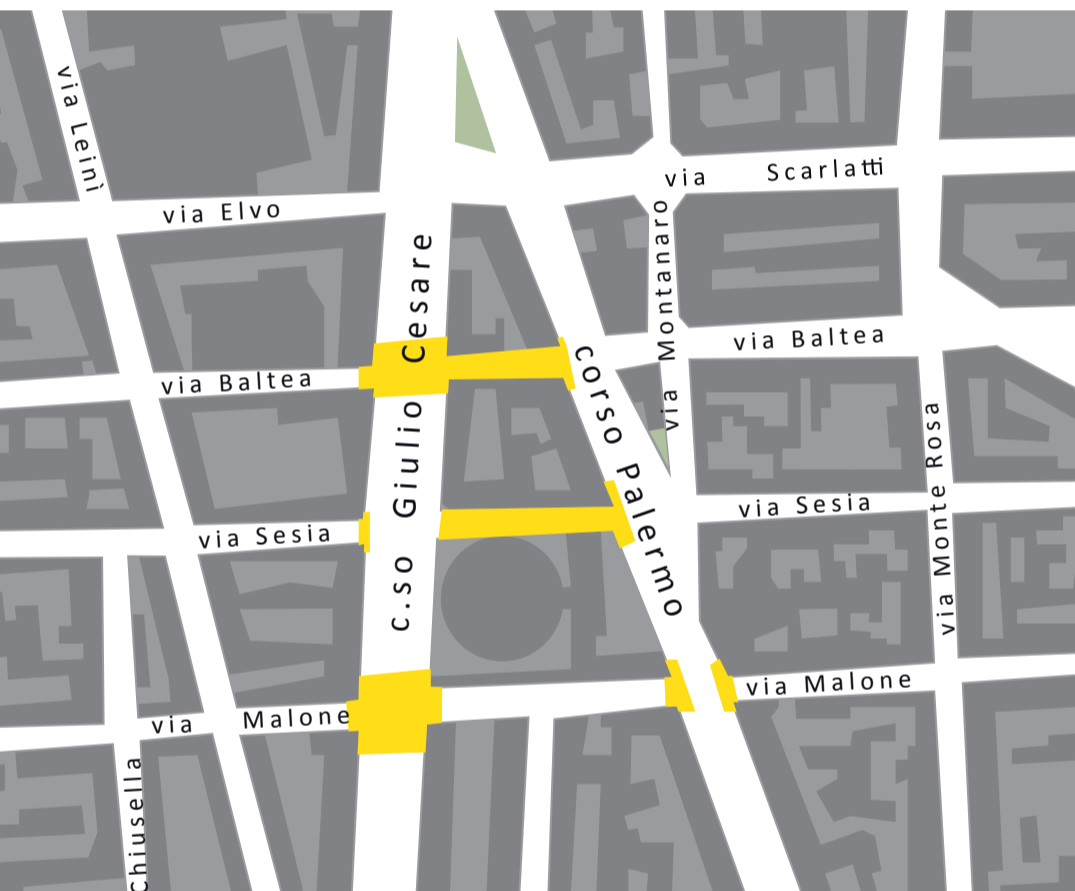 via Leinì
via Elvo
via Scarlatti
c.so Giulio Cesare
via Montanaro
via Baltea
via Baltea
corso Palermo
via Monte Rosa
via Sesia
via Sesia
via Malone
via Malone
Chiusella